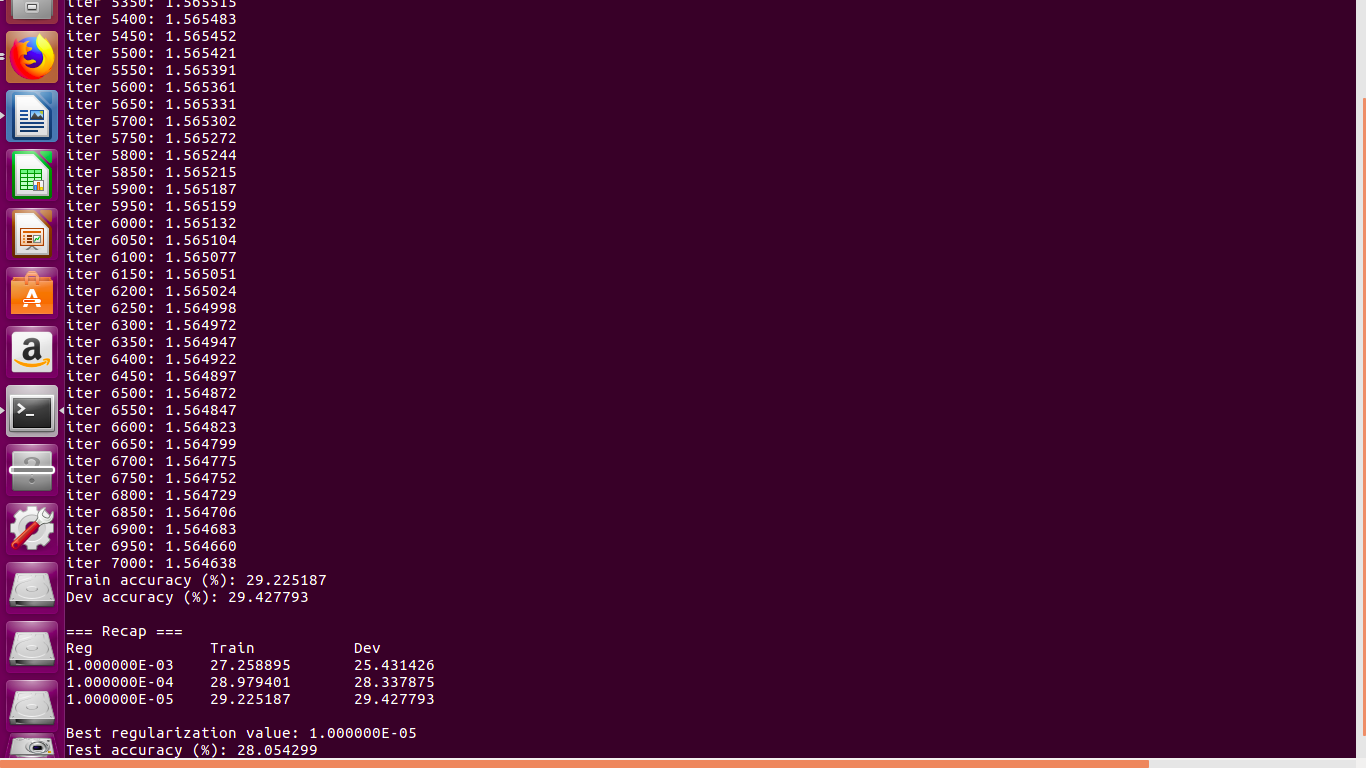 iter 5350: 1.565515
iter 5400: 1.565483
iter 5450: 1.565452
iter 5500: 1.565421
iter 5550: 1.565391
iter 5600: 1.565361
iter 5650: 1.565331
iter 5700: 1.565302
iter 5750: 1.565272
iter 5800: 1.565244
iter 5850: 1.565215
iter 5900: 1.565187
iter 5950: 1.565159
iter 6000: 1.565132
iter 6050: 1.565104
iter 6100: 1.565077
iter 6150: 1.565051
iter 6200: 1.565024
iter 6250: 1.564998
iter 6300: 1.564972
iter 6350: 1.564947
iter 6400: 1.564922
iter 6450: 1.564897
iter 6500: 1.564872
iter 6550: 1.564847
iter 6600: 1.564823
iter 6650: 1.564799
iter 6700: 1.564775
iter 6750: 1.564752
iter 6800: 1.564729
iter 6850: 1.564706
iter 6900: 1.564683
iter 6950: 1.564660
iter 7000: 1.564638
Train accuracy (%): 29.225187
Dev accuracy (%): 29.427793
=== Recap ===
Reg Train Dev
1.000000E-03 27.258895 25.431426
1.000000E-04 28.979401 28.337875
1.000000E-05 29.225187 29.427793
Best regularization value: 1.000000E-05
Test accuracy (%): 28.054299